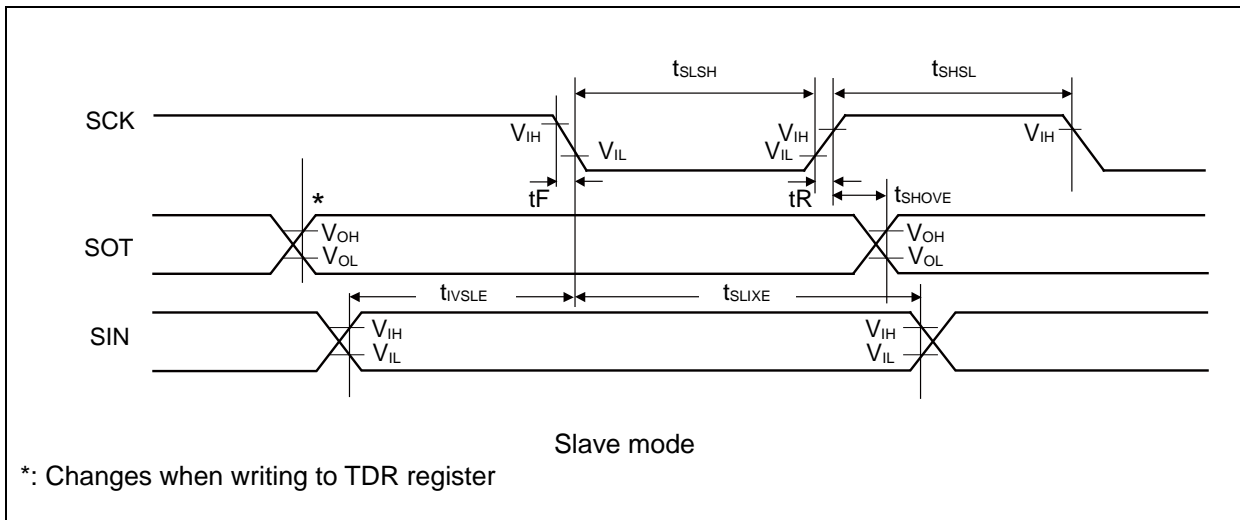 tSLSH tSHSL
SCK
VIH VIL VIL VIH VIH
tF tR tSHOVE
*
SOT
VOH VOH
VOL VOL
tIVSLE tSLIXE
SIN
VIH VIH
VIL VIL
Slave mode
*: Changes when writing to TDR register